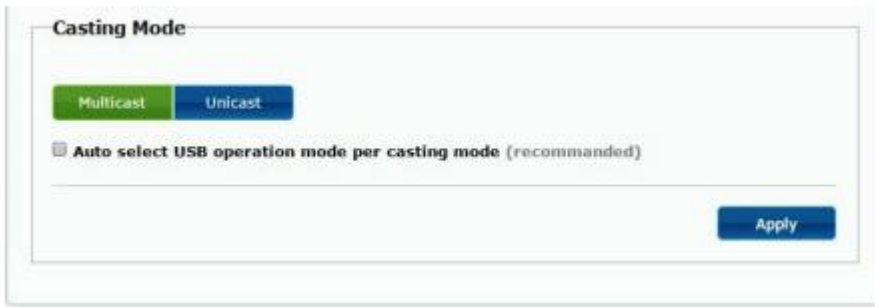 Casting Mode
Multicast Unicast
Auto select USB operation mode per casting mode (recommanded)
Apply